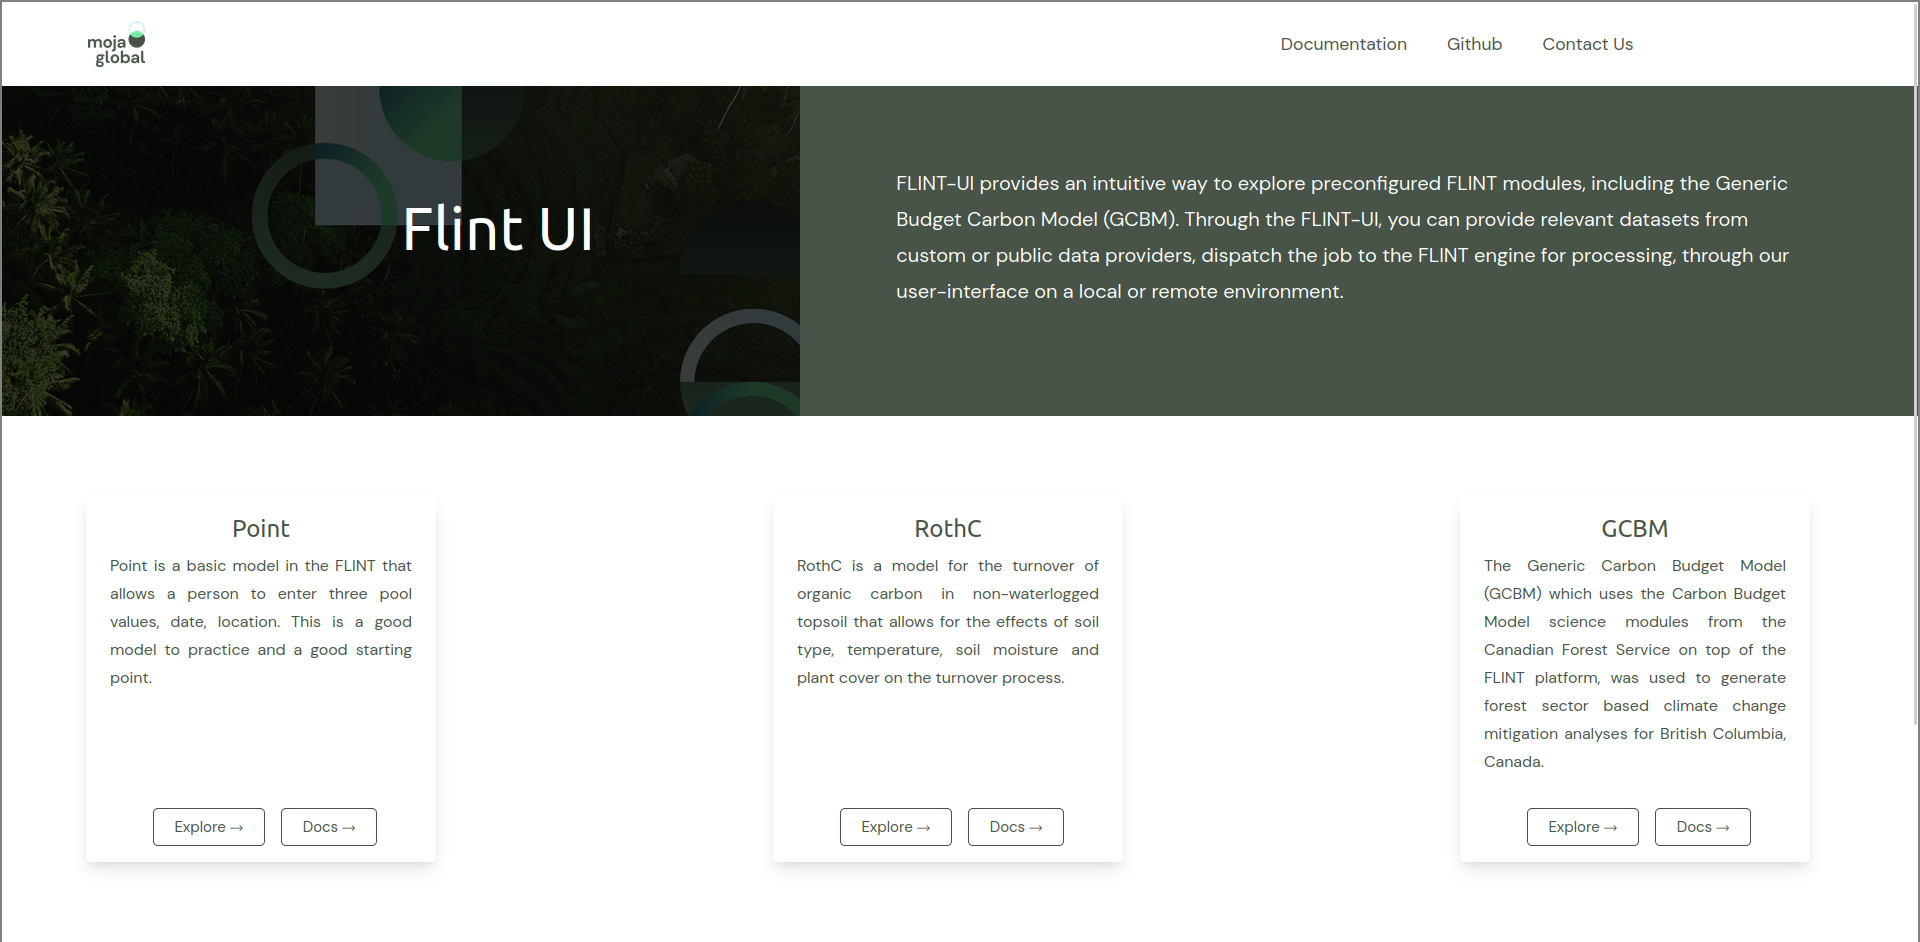 moja
global
Documentation Github Contact Us
Flint UI
FLINT-UI provides an intuitive way to explore preconfigured FLINT modules, including the Generic
Budget Carbon Model (GCBM). Through the FLINT-UI, you can provide relevant datasets from
custom or public data providers, dispatch the job to the FLINT engine for processing, through our
user-interface on a local or remote environment.
Point
Point is a basic model in the FLINT that
allows a person to enter three pool
values, date, location. This is a good
model to practice and a good starting
point.
Explore → Docs →
RothC
RothC is a model for the turnover of
organic carbon in non-waterlogged
topsoil that allows for the effects of soil
type, temperature, soil moisture and
plant cover on the turnover process.
Explore → Docs →
GCBM
The Generic Carbon Budget Model
(GCBM) which uses the Carbon Budget
Model science modules from the
Canadian Forest Service on top of the
FLINT platform, was used to generate
forest sector based climate change
mitigation analyses for British Columbia,
Canada.
Explore → Docs →